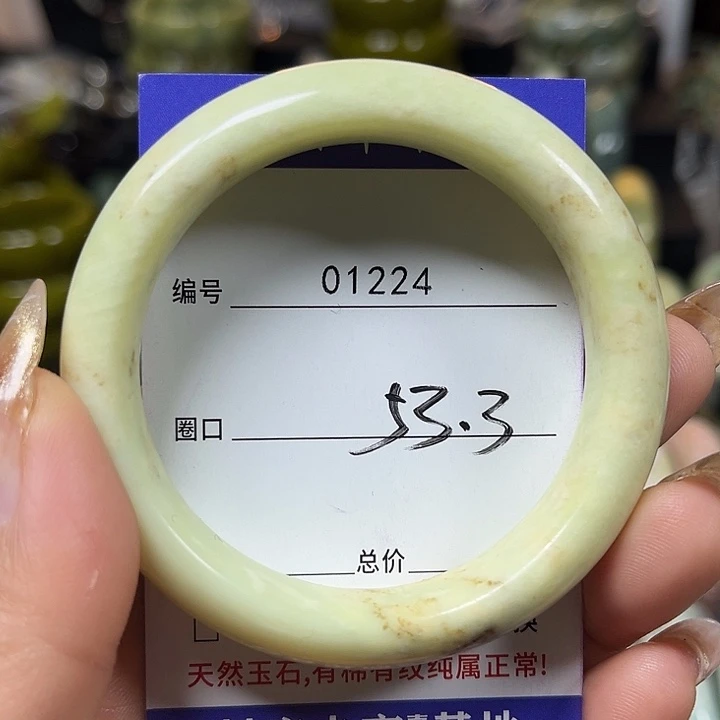 编号 01224
圈口 53.3
总价
换
天然玉石,有棉有纹纯属正常!